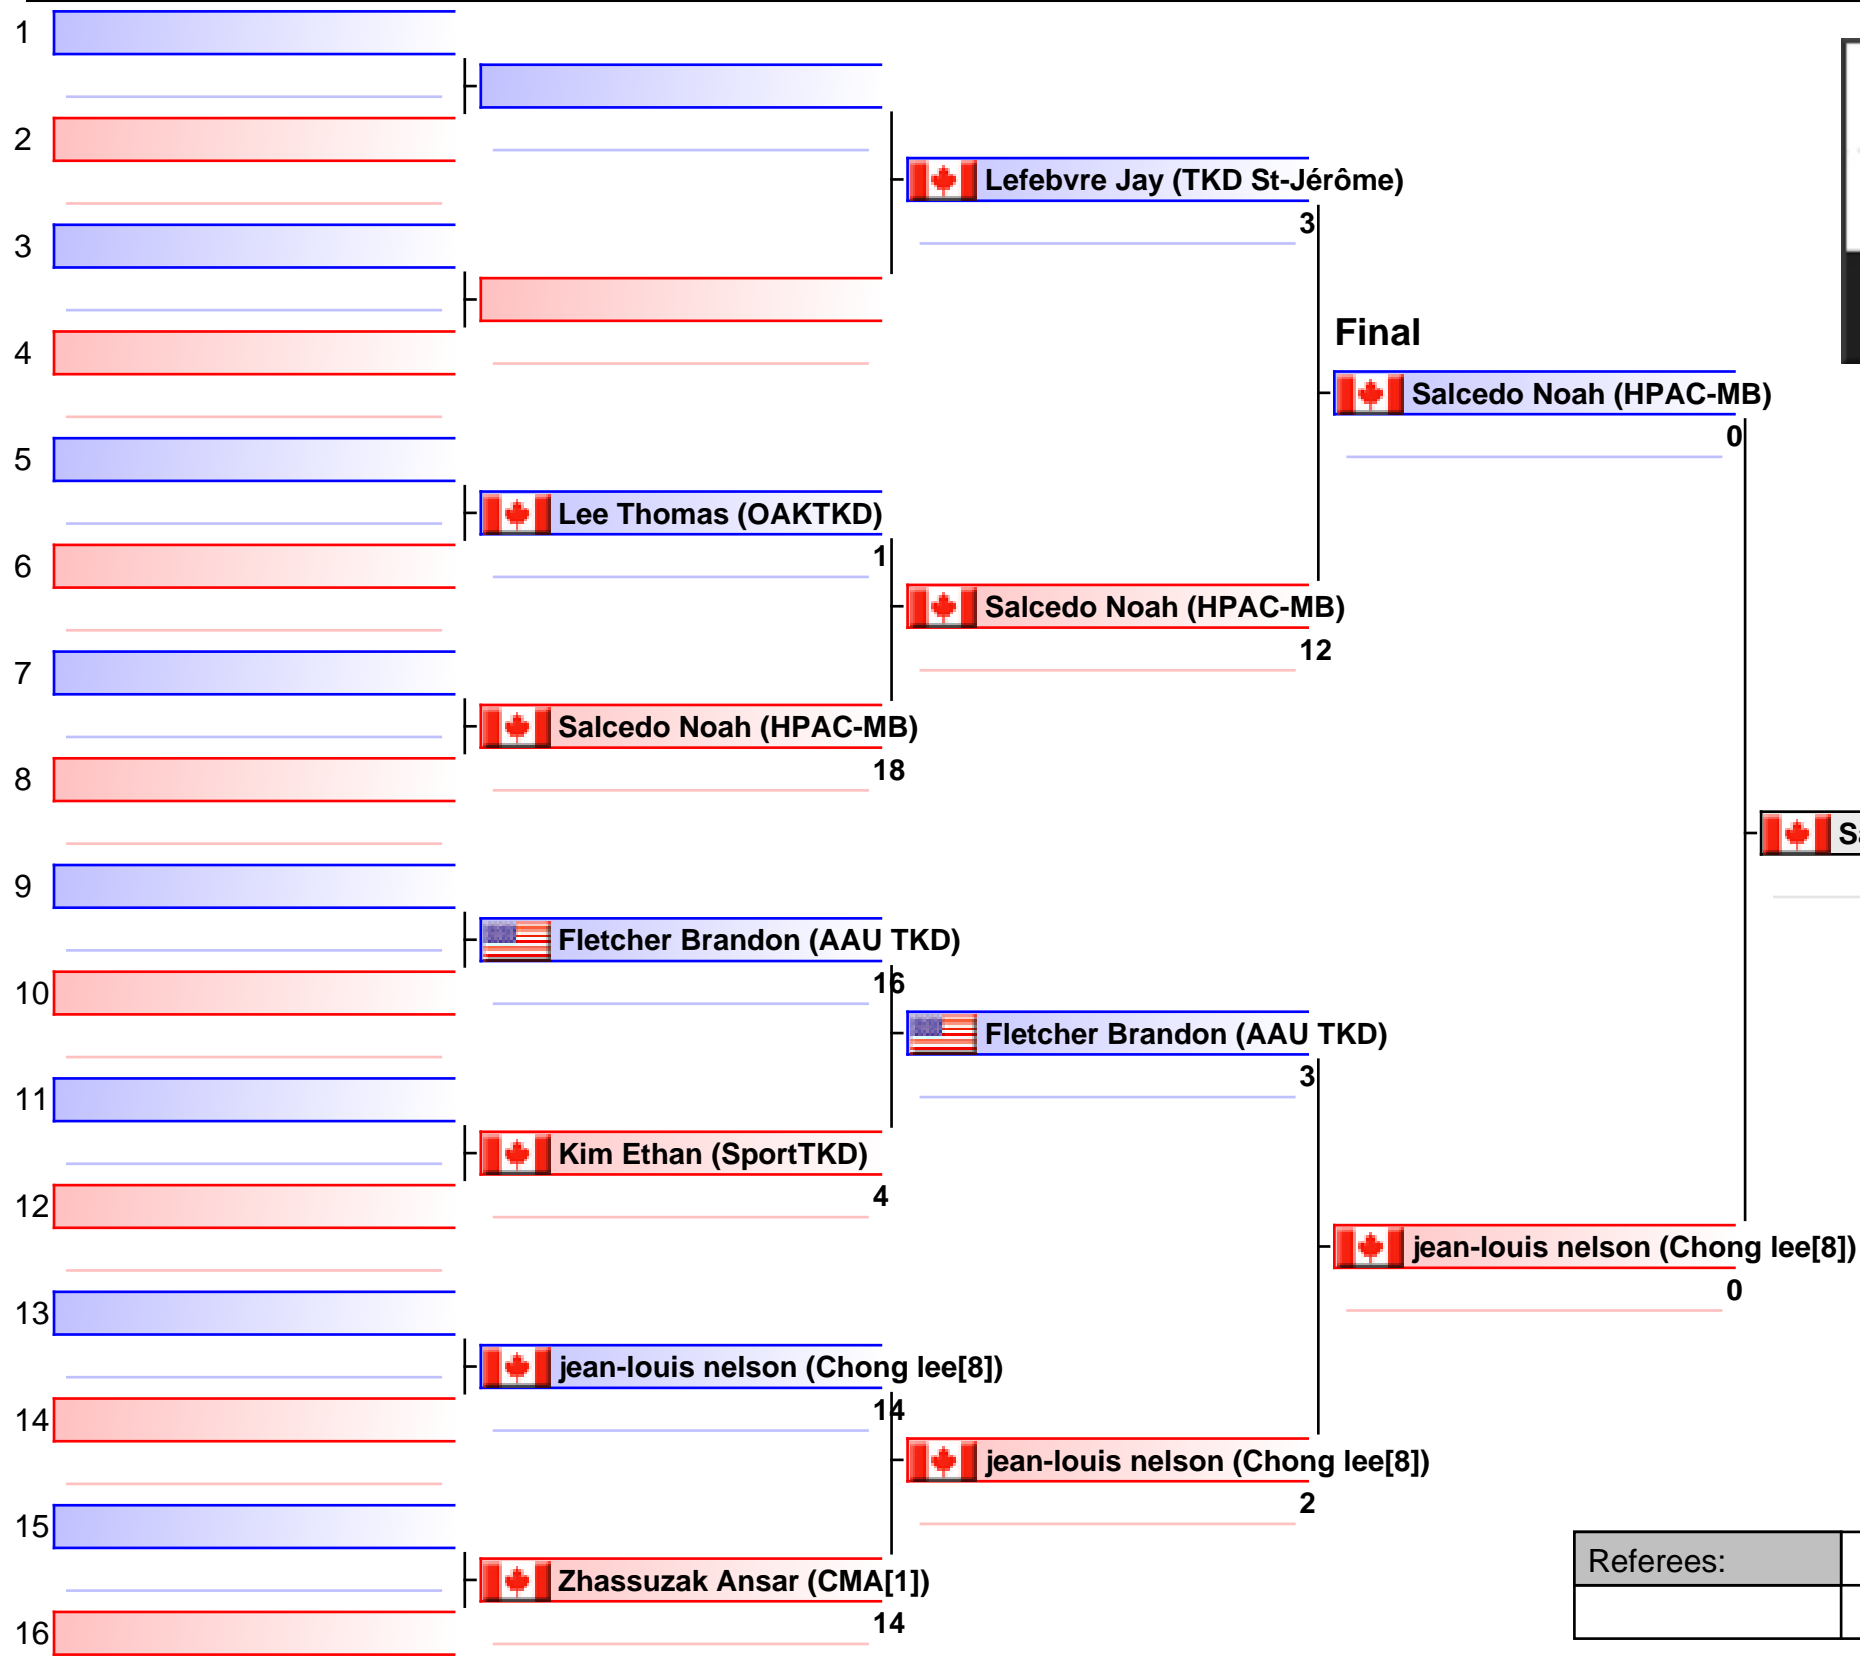 1
2
Lefebvre Jay (TKD St-Jérôme)
3
3
Final
4
Salcedo Noah (HPAC-MB)
0
5
Lee Thomas (OAKTKD)
1
6
Salcedo Noah (HPAC-MB)
12
7
Salcedo Noah (HPAC-MB)
18
8
9
Fletcher Brandon (AAU TKD)
16
10
Fletcher Brandon (AAU TKD)
3
11
Kim Ethan (SportTKD)
4
12
jean-louis nelson (Chong lee[8])
0
13
jean-louis nelson (Chong lee[8])
14
14
jean-louis nelson (Chong lee[8])
2
15
Zhassuzak Ansar (CMA[1])
14
16
Referees: